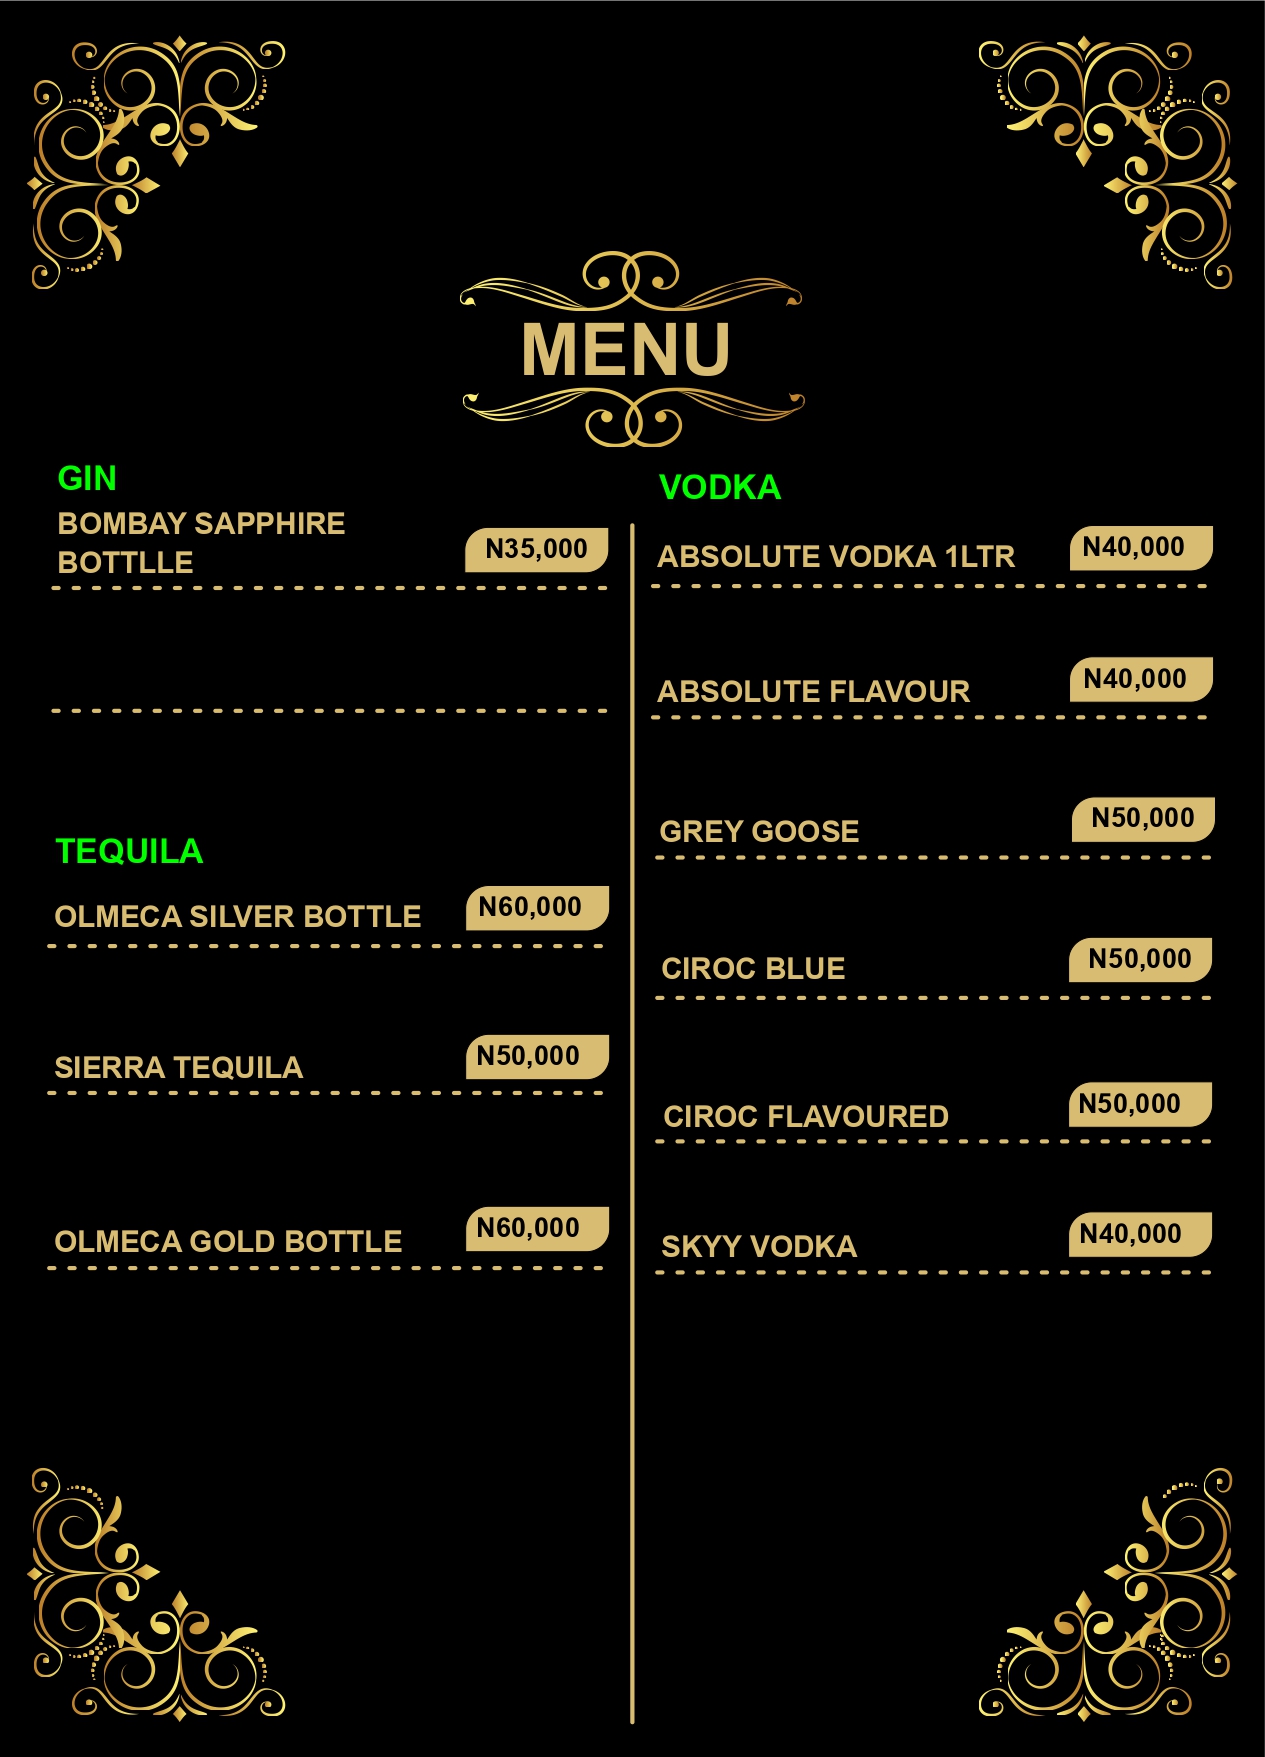 MENU
GIN
BOMBAY SAPPHIRE
BOTTLLE
N35,000
TEQUILA
OLMECA SILVER BOTTLE N60,000
SIERRA TEQUILA N50,000
OLMECA GOLD BOTTLE N60,000
VODKA
ABSOLUTE VODKA 1LTR N40,000
ABSOLUTE FLAVOUR N40,000
GREY GOOSE N50,000
CIROC BLUE N50,000
CIROC FLAVOURED N50,000
SKYY VODKA N40,000